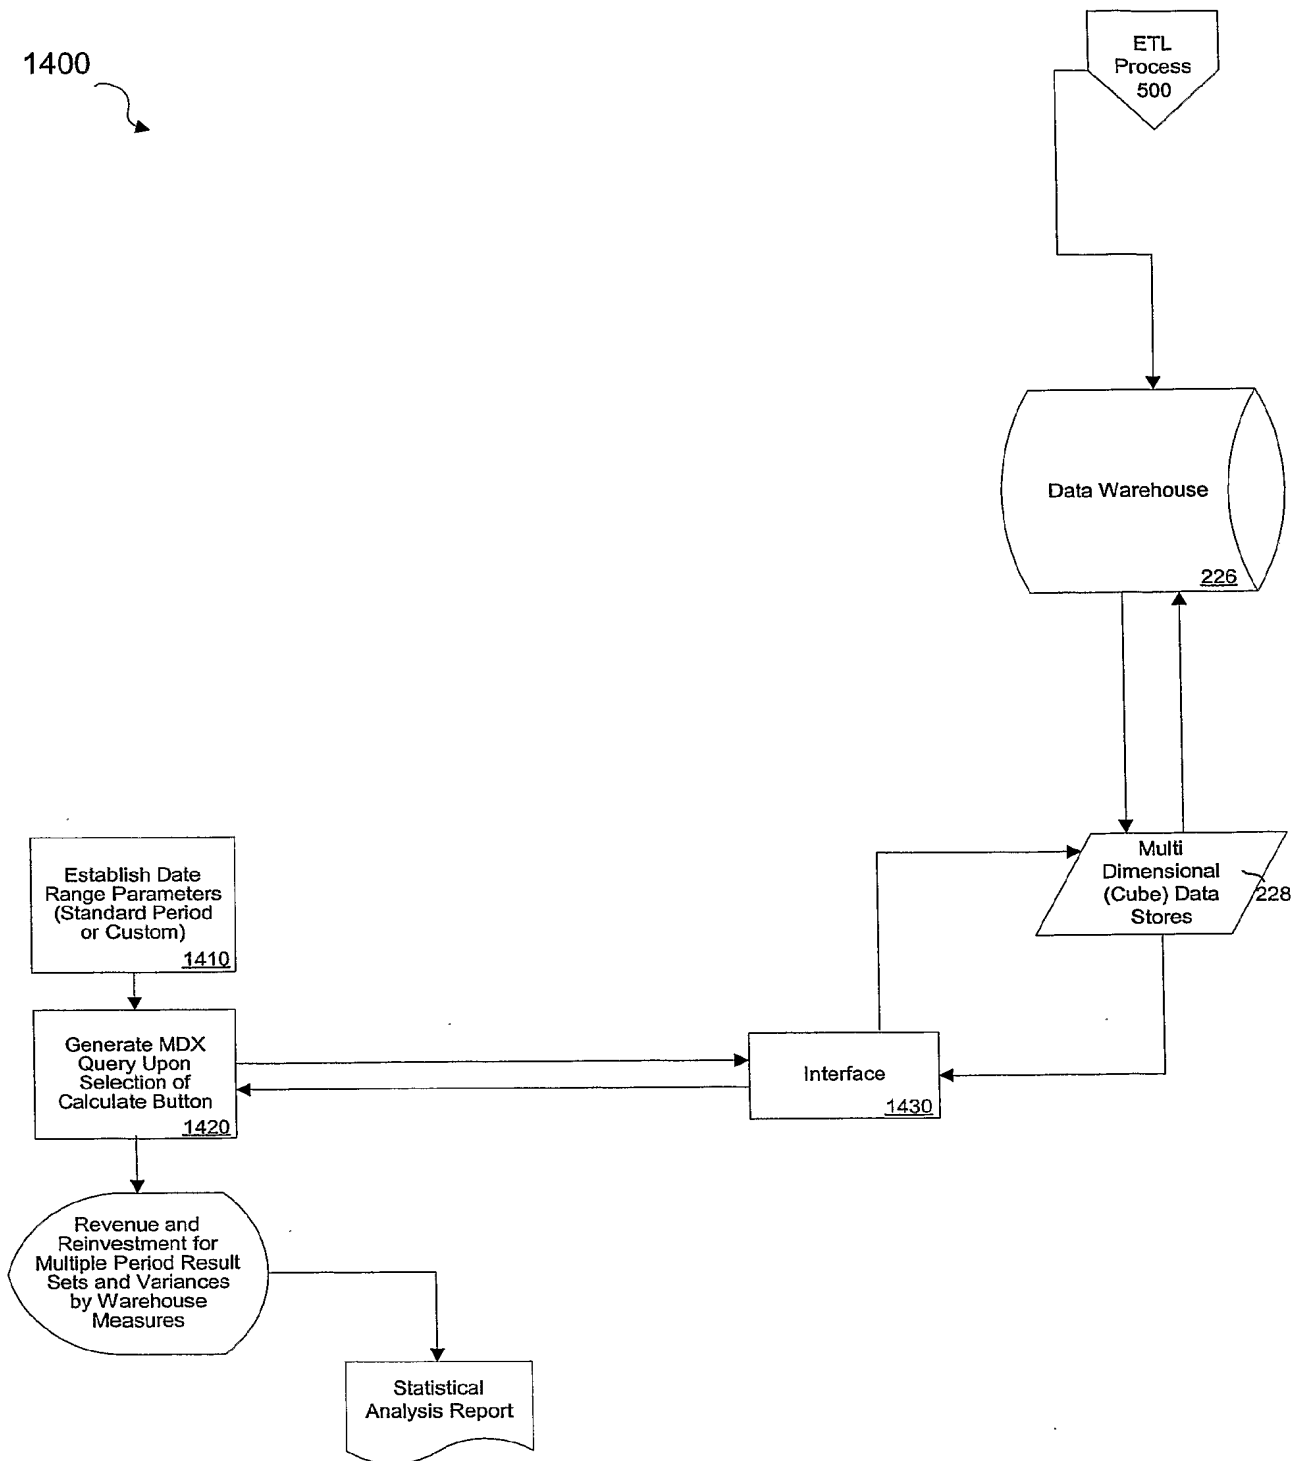 1400
ETL
Process
500
Data Warehouse
226
Multi
Dimensional
(Cube) Data
Stores
228
Establish Date
Range Parameters
(Standard Period
or Custom)
1410
Generate MDX
Query Upon
Selection of
Calculate Button
1420
Interface
1430
Revenue and
Reinvestment for
Multiple Period Result
Sets and Variances
by Warehouse
Measures
Statistical
Analysis Report